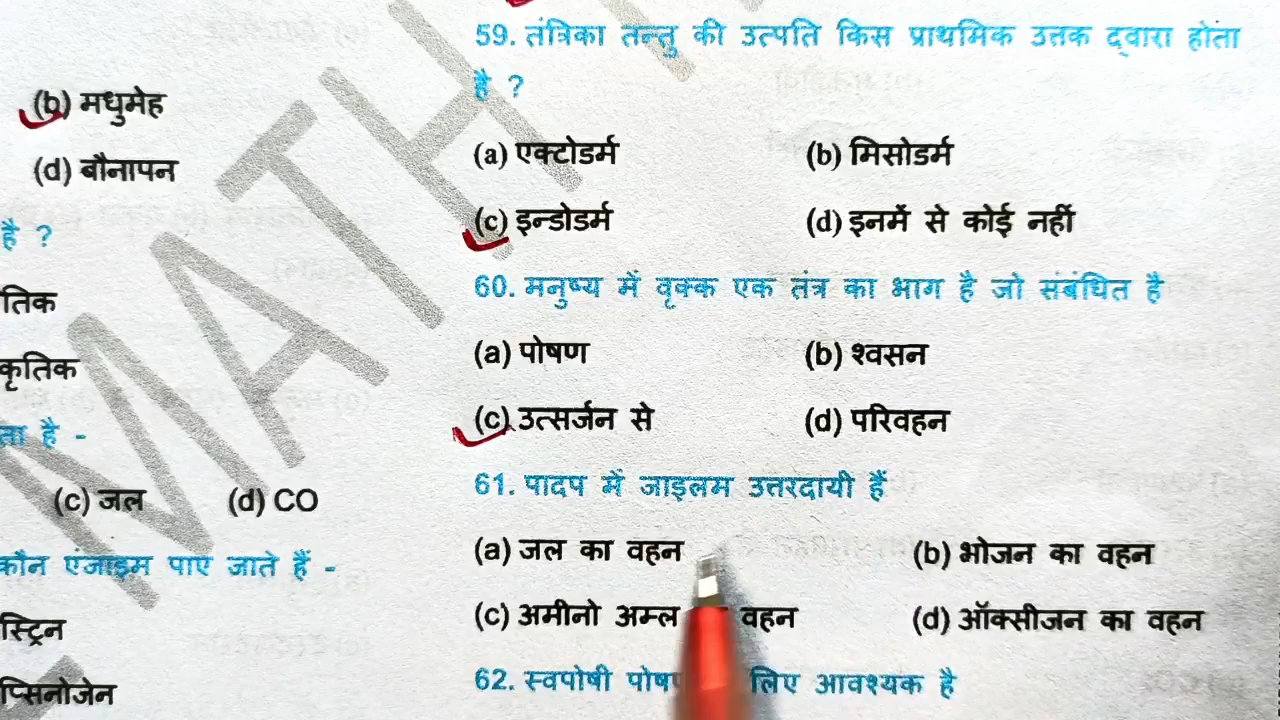 (b) मधुमेह
(d) बौनापन
है ?
तिक
कृतिक
ता है -
(c) जल (d) CO
कौन एंजाइम पाए जाते हैं -
स्ट्रिन
प्सिनोजेन
59. तंत्रिका तन्तु की उत्पति किस प्राथमिक उत्तक द्वारा होता
है ?
(a) एक्टोडर्म (b) मिसोडर्म
(c) इन्डोडर्म (d) इनमें से कोई नहीं
60. मनुष्य में वृक्क एक तंत्र का भाग है जो संबंधित है
(a) पोषण (b) श्वसन
(c) उत्सर्जन से (d) परिवहन
61. पादप में जाइलम उत्तरदायी हैं
(a) जल का वहन (b) भोजन का वहन
(c) अमीनो अम्ल वहन (d) ऑक्सीजन का वहन
62. स्वपोषी लिए आवश्यक है
MATH